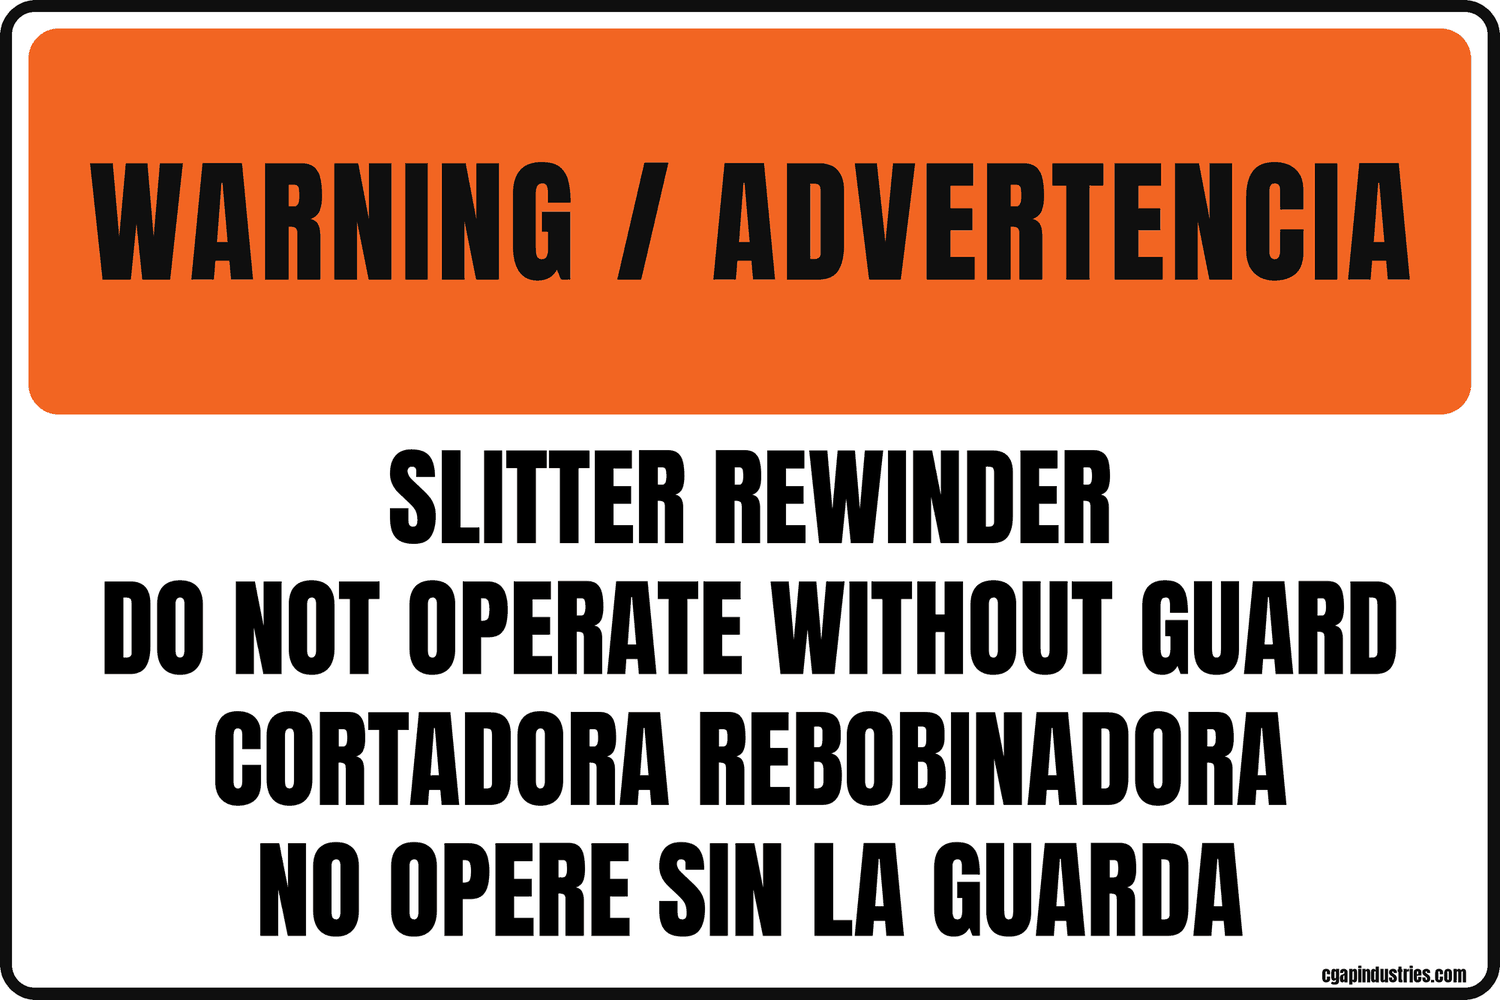 WARNING / ADVERTENCIA
SLITTER REWINDER
DO NOT OPERATE WITHOUT GUARD
CORTADORA REBOBINADORA
NO OPERE SIN LA GUARDA
cgapindustries.com